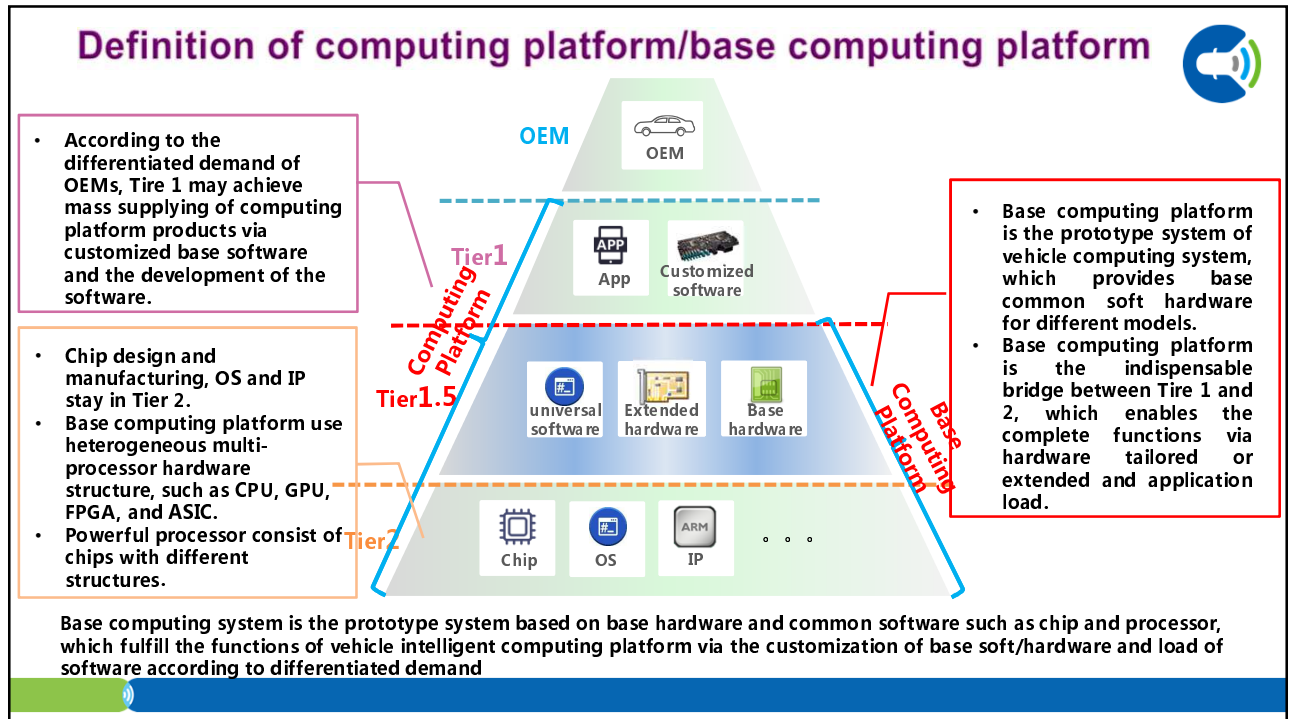 Definition of computing platform/base computing platform
• According to the
differentiated demand of
OEMs, Tire 1 may achieve
mass supplying of computing
platform products via
customized base software
and the development of the
software.
• Chip design and
manufacturing, OS and IP
stay in Tier 2.
• Base computing platform use
heterogeneous multi-
processor hardware
structure, such as CPU, GPU,
FPGA, and ASIC.
• Powerful processor consist of
chips with different
structures.
OEM
OEM
Tier1
APP
App
Customized
software
Computing
Platform
Tier1.5
universal
software
Extended
hardware
Base
hardware
Base
Computing
Platform
Tier2
Chip
OS
ARM
IP
。。。
• Base computing platform
is the prototype system of
vehicle computing system,
which provides base
common soft hardware
for different models.
• Base computing platform
is the indispensable
bridge between Tire 1 and
2, which enables the
complete functions via
hardware tailored or
extended and application
load.
Base computing system is the prototype system based on base hardware and common software such as chip and processor,
which fulfill the functions of vehicle intelligent computing platform via the customization of base soft/hardware and load of
software according to differentiated demand